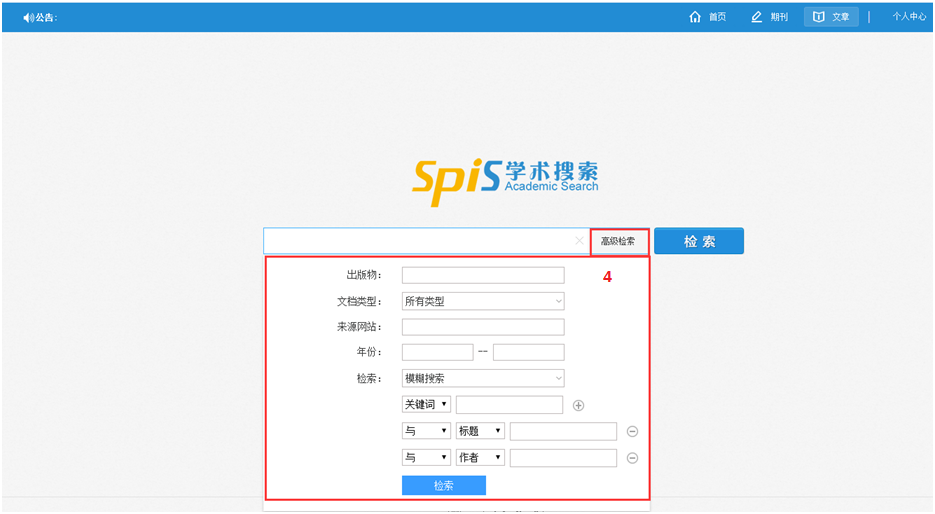 公告:
首页 期刊 文章 | 个人中心
Spis 学术搜索
Academic Search
高级检索 检索
4
出版物:
文档类型: 所有类型
来源网站:
年份: --
检索: 模糊搜索
关键词
与 标题
与 作者
检索